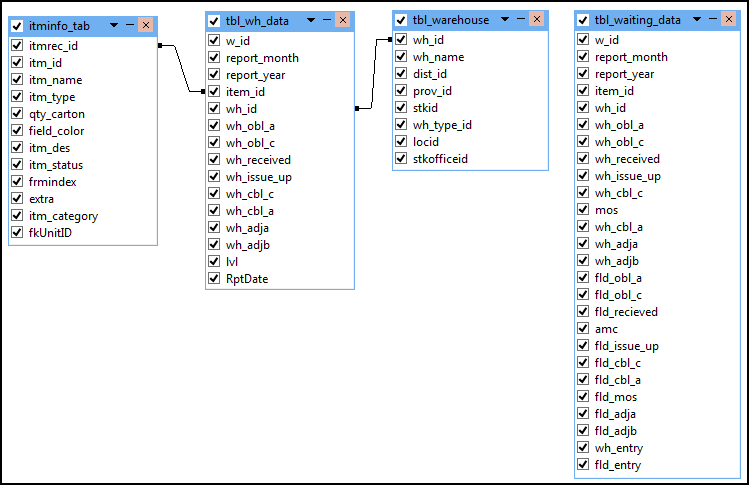 itminfo_tab
itmrec_id
itm_id
itm_name
itm_type
qty_carton
field_color
itm_des
itm_status
frmindex
extra
itm_category
fkUnitID
tbl_wh_data
w_id
report_month
report_year
item_id
wh_id
wh_obl_a
wh_obl_c
wh_received
wh_issue_up
wh_cbl_c
wh_cbl_a
wh_adja
wh_adjb
lvl
RptDate
tbl_warehouse
wh_id
wh_name
dist_id
prov_id
stkid
wh_type_id
locid
stkofficeid
tbl_waiting_data
w_id
report_month
report_year
item_id
wh_id
wh_obl_a
wh_obl_c
wh_received
wh_issue_up
wh_cbl_c
mos
wh_cbl_a
wh_adja
wh_adjb
fld_obl_a
fld_obl_c
fld_recieved
amc
fld_issue_up
fld_cbl_c
fld_cbl_a
fld_mos
fld_adja
fld_adjb
wh_entry
fld_entry